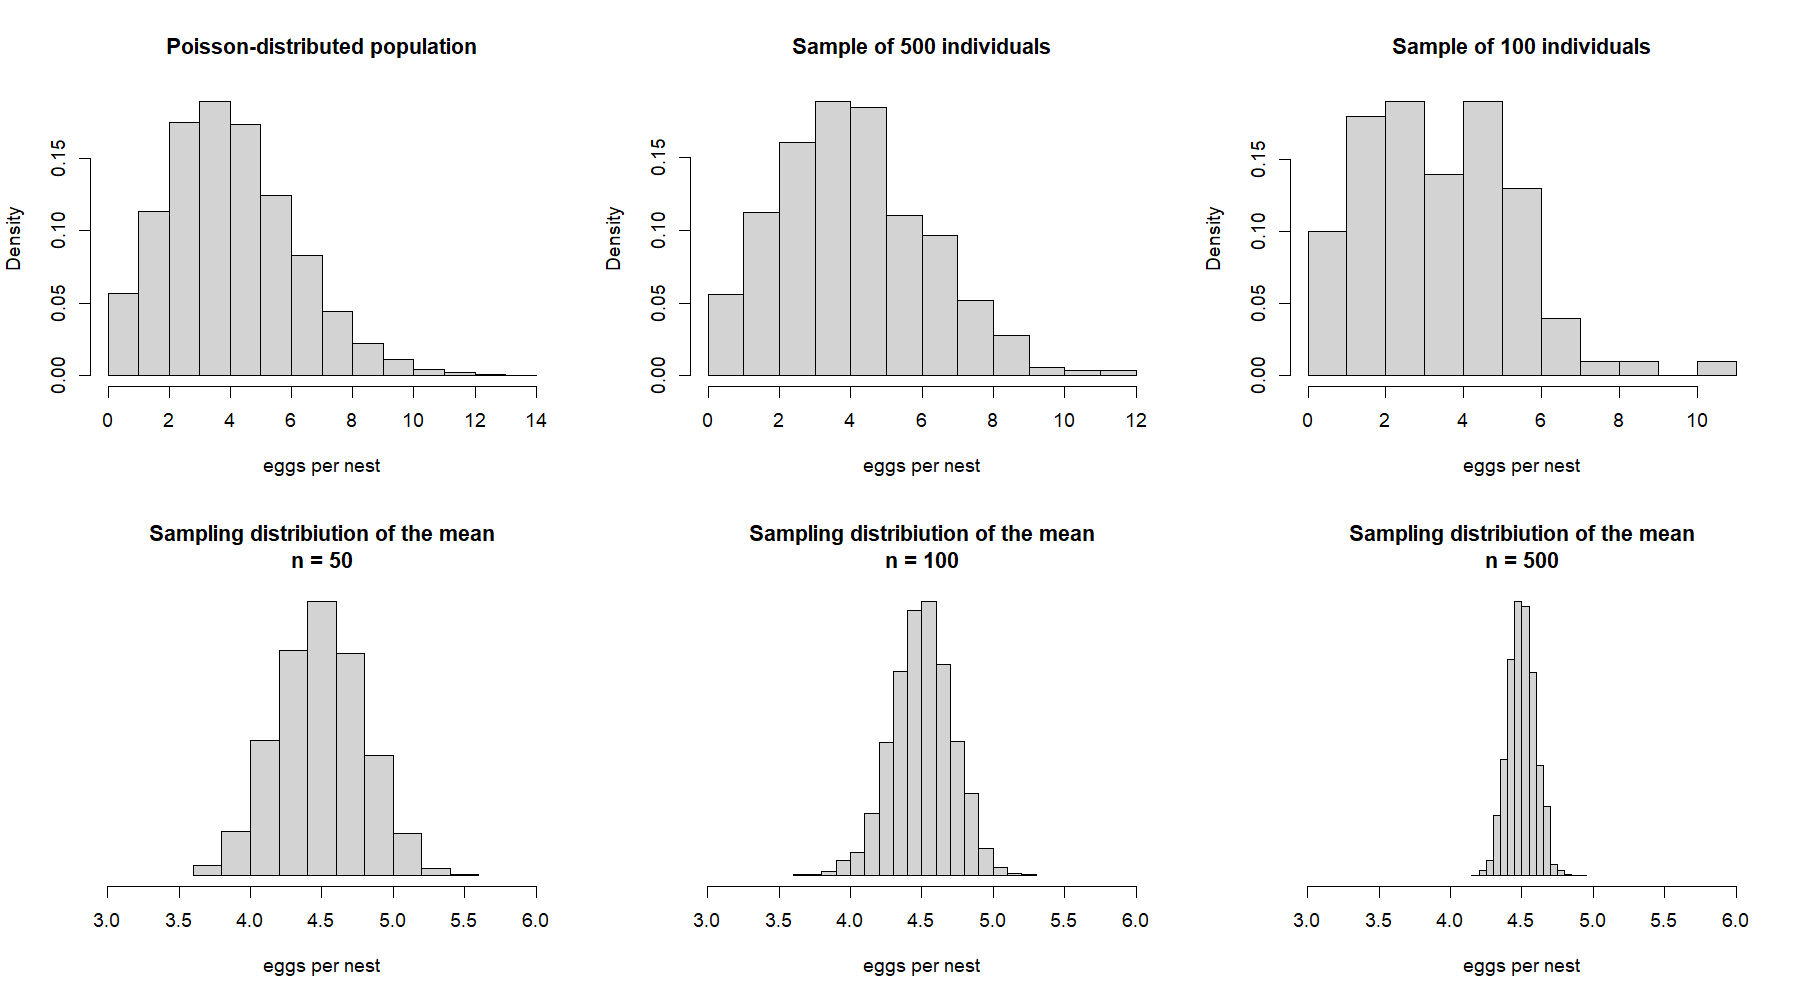 Poisson-distributed population
Sample of 500 individuals
Sample of 100 individuals
Density
0.00 0.05 0.10 0.15
0 2 4 6 8 10 12 14
eggs per nest
Density
0.00 0.05 0.10 0.15
0 2 4 6 8 10 12
eggs per nest
Density
0.00 0.05 0.10 0.15
0 2 4 6 8 10
eggs per nest
Sampling distribiution of the mean
n = 50
3.0 3.5 4.0 4.5 5.0 5.5 6.0
eggs per nest
Sampling distribiution of the mean
n = 100
3.0 3.5 4.0 4.5 5.0 5.5 6.0
eggs per nest
Sampling distribiution of the mean
n = 500
3.0 3.5 4.0 4.5 5.0 5.5 6.0
eggs per nest